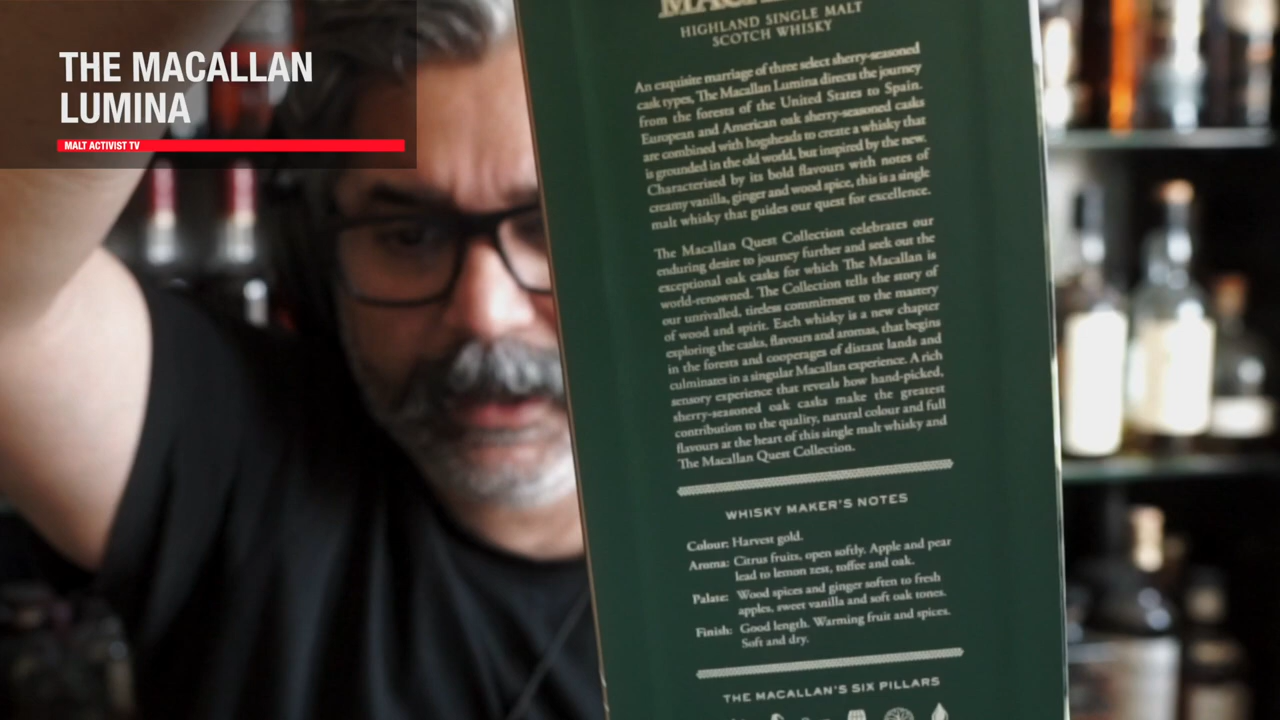 THE MACALLAN
LUMINA
MALT ACTIVIST TV
HIGHLAND SINGLE MALT
SCOTCH WHISKY
An exquisite marriage of three select sherry-seasoned
cask types, The Macallan Lumina directs the journey
from the forests of the United States to Spain.
European and American oak sherry-seasoned casks
are combined with hogsheads to create a whisky that
is grounded in the old world, but inspired by the new.
Characterised by its bold flavours with notes of
creamy vanilla, ginger and wood spice, this is a single
malt whisky that guides our quest for excellence.
The Macallan Quest Collection celebrates our
enduring desire to journey further and seek out the
exceptional oak casks for which The Macallan is
world-renowned. The Collection tells the story of
our unrivalled, tireless commitment to the mastery
of wood and spirit. Each whisky is a new chapter
exploring the casks, flavours and aromas, that begins
in the forests and cooperages of distant lands and
culminates in a singular Macallan experience. A rich
sensory experience that reveals how hand-picked,
sherry-seasoned oak casks make the greatest
contribution to the quality, natural colour and full
flavours at the heart of this single malt whisky and
The Macallan Quest Collection.
WHISKY MAKER'S NOTES
Colour: Harvest gold.
Aroma: Citrus fruits, open softly. Apple and pear
lead to lemon zest, toffee and oak.
Palate: Wood spices and ginger soften to fresh
apples, sweet vanilla and soft oak tones.
Finish: Good length. Warming fruit and spices.
Soft and dry.
THE MACALLAN'S SIX PILLARS